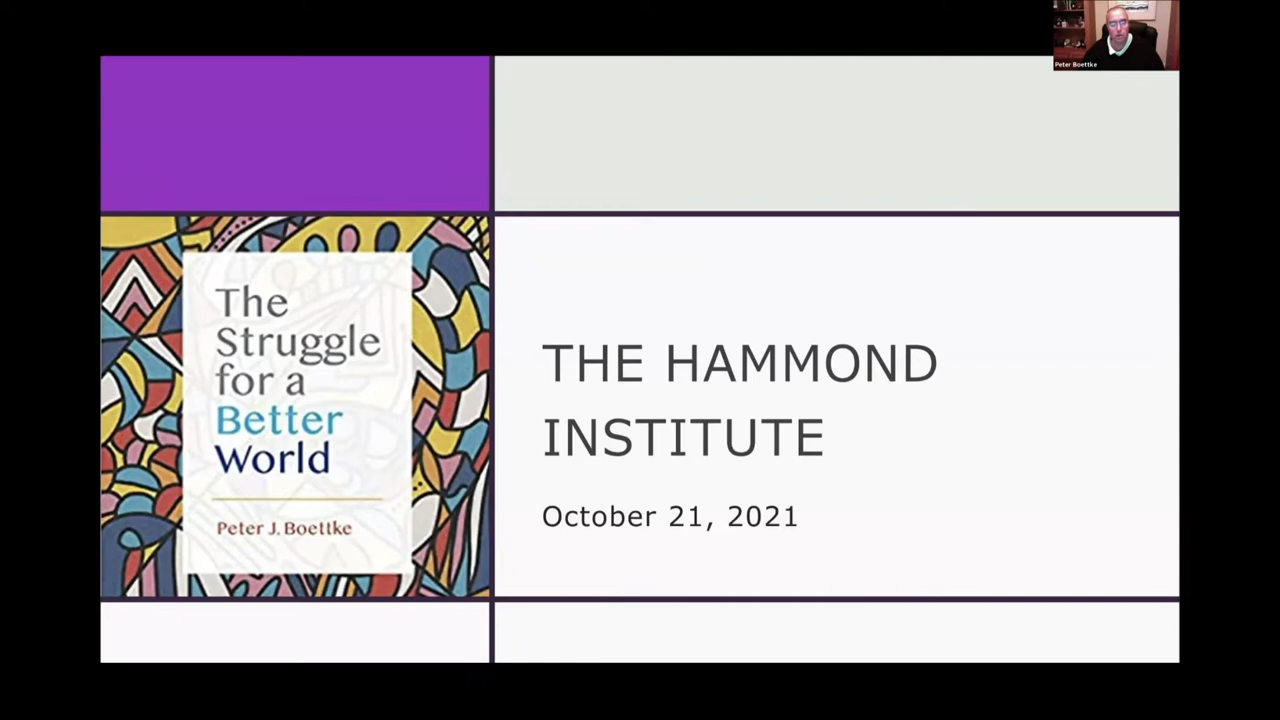 Peter Boettke
The
Struggle
for a
Better
World
Peter J. Boettke
THE HAMMOND
INSTITUTE
October 21, 2021